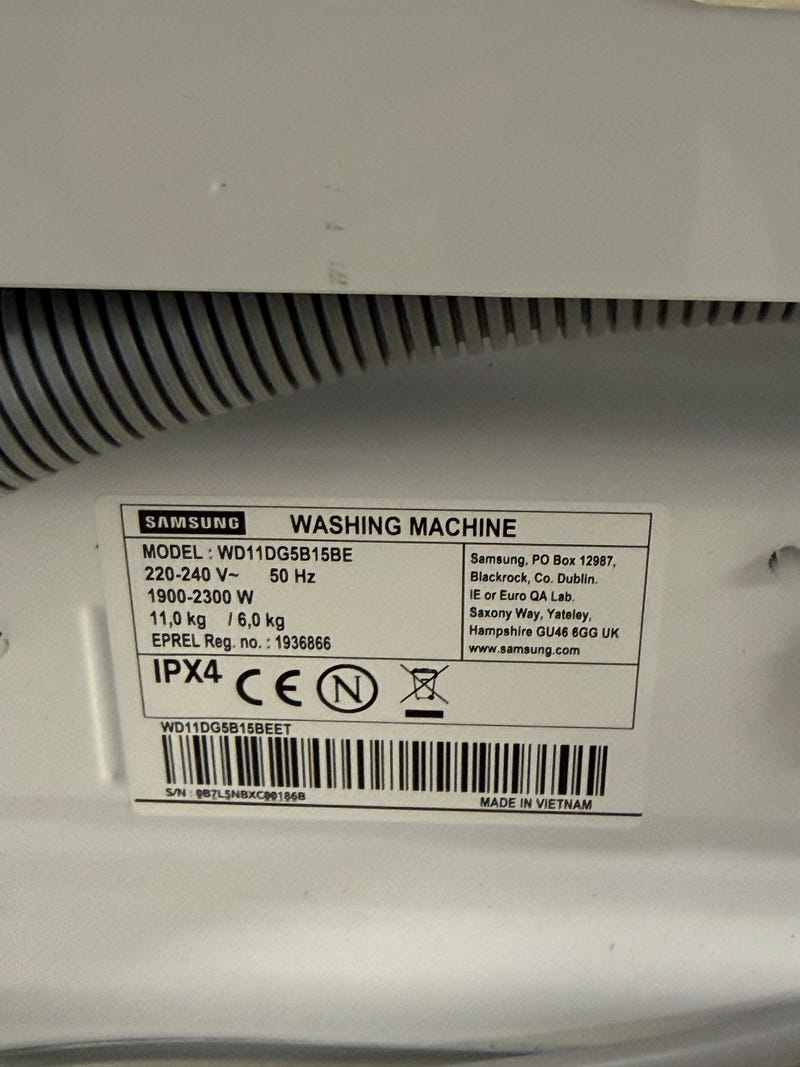 SAMSUNG WASHING MACHINE
MODEL : WD11DG5B15BE
220-240 V~ 50 Hz
1900-2300 W
11,0 kg / 6,0 kg
EPREL Reg. no. : 1936866
Samsung, PO Box 12987,
Blackrock, Co. Dublin.
IE or Euro QA Lab.
Saxony Way, Yateley,
Hampshire GU46 6GG UK
www.samsung.com
IPX4 CE N
WD11DG5B15BEET
S/N :
MADE IN VIETNAM